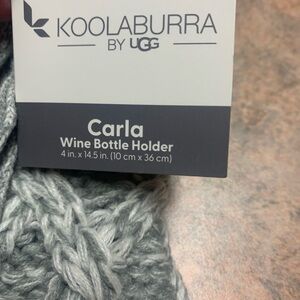 KOOLABURRA
BY UGG
Carla
Wine Bottle Holder
4 in. x 14.5 in. (10 cm x 36 cm)